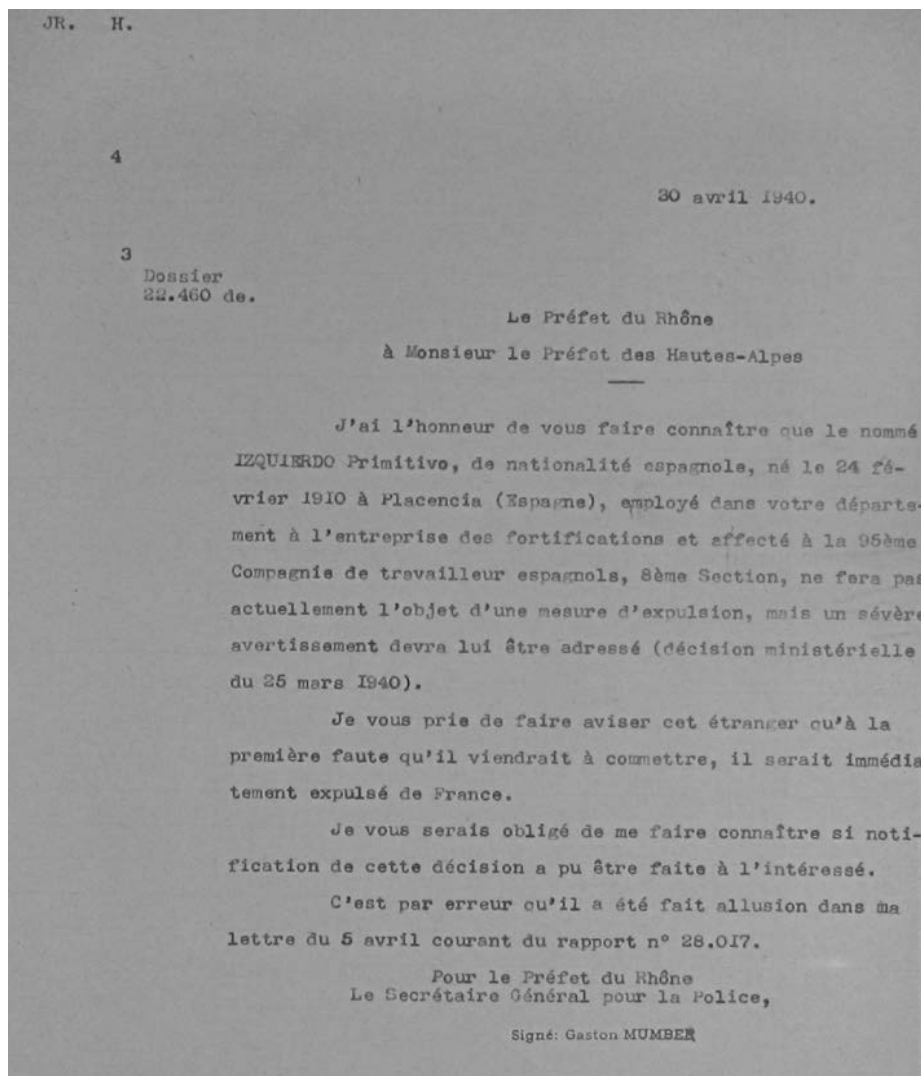 JR. H.
4
30 avril I940.
3
Dossier
22.460 de.
Le Préfet du Rhône
à Monsieur le Préfet des Hautes-Alpes
J'ai l'honneur de vous faire connaître que le nommé
IZQUIERDO Primitivo, de nationalité espagnole, né le 24 fé-
vrier 19I0 à Placencia (Espagne), employé dans votre départe-
ment à l'entreprise des fortifications et affecté à la 95ème
Compagnie de travailleur espagnols, 8ème Section, ne fera pas
actuellement l'objet d'une mesure d'expulsion, mais un sévère
avertissement devra lui être adressé (décision ministérielle
du 25 mars I940).
Je vous prie de faire aviser cet étranger qu'à la
première faute qu'il viendrait à commettre, il serait immédia
tement expulsé de France.
Je vous serais obligé de me faire connaître si noti-
fication de cette décision a pu être faite à l'intéressé.
C'est par erreur qu'il a été fait allusion dans ma
lettre du 5 avril courant du rapport n° 28.0I7.
Pour le Préfet du Rhône
Le Secrétaire Général pour la Police,
Signé: Gaston MUMBER